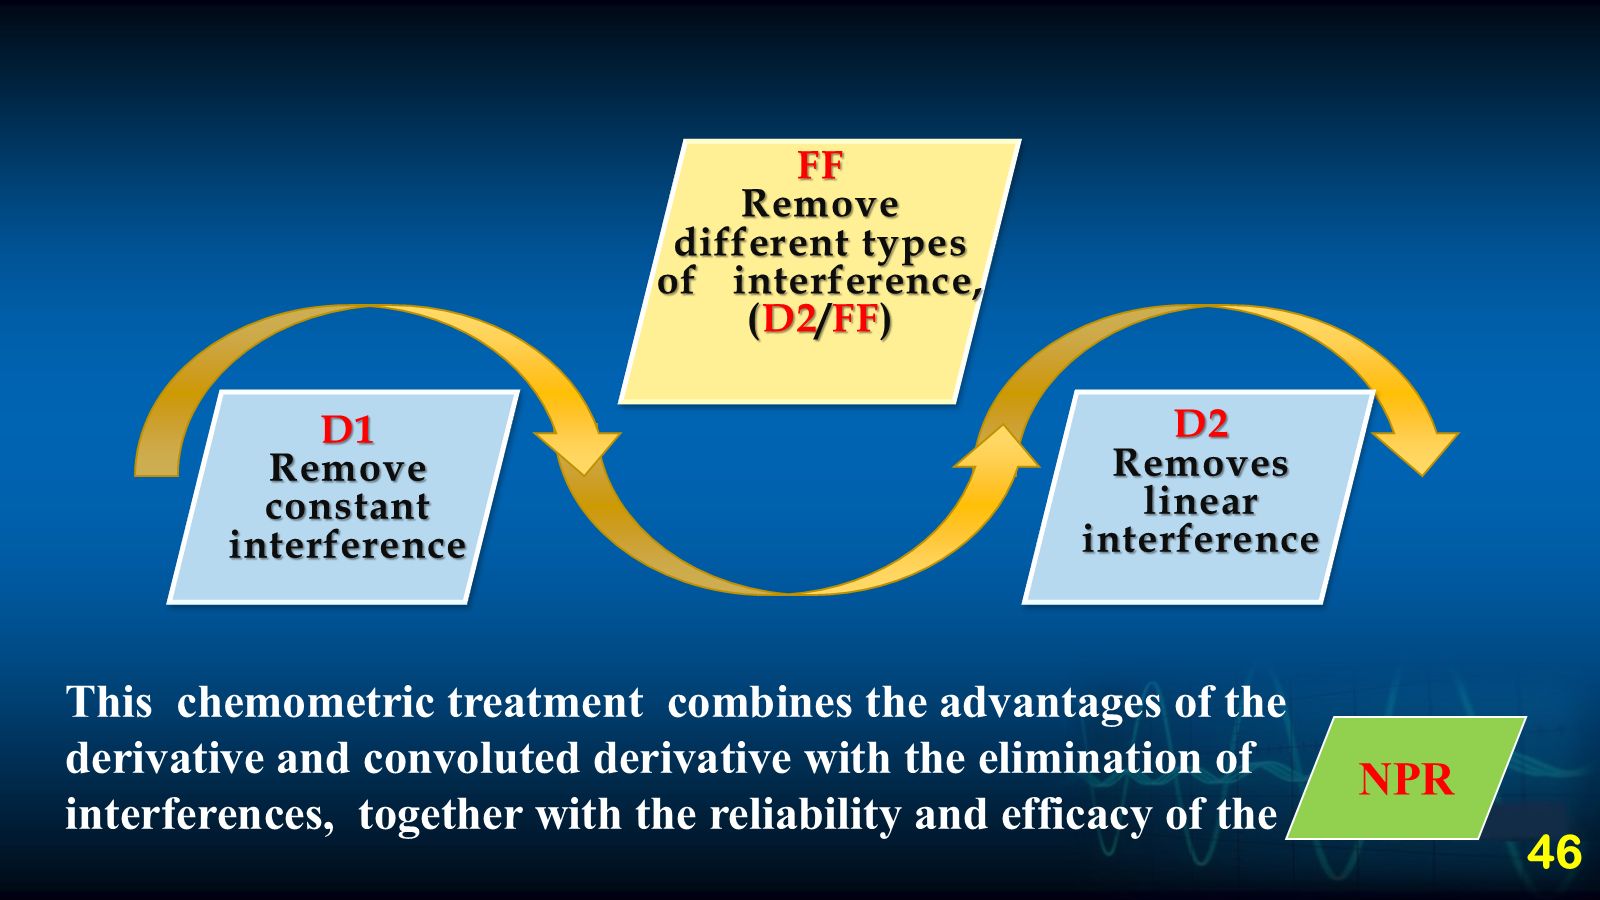 FF
Remove
different types
of interference,
(D2/FF)
D1
Remove
constant
interference
D2
Removes
linear
interference
This chemometric treatment combines the advantages of the
derivative and convoluted derivative with the elimination of
interferences, together with the reliability and efficacy of the
NPR
46